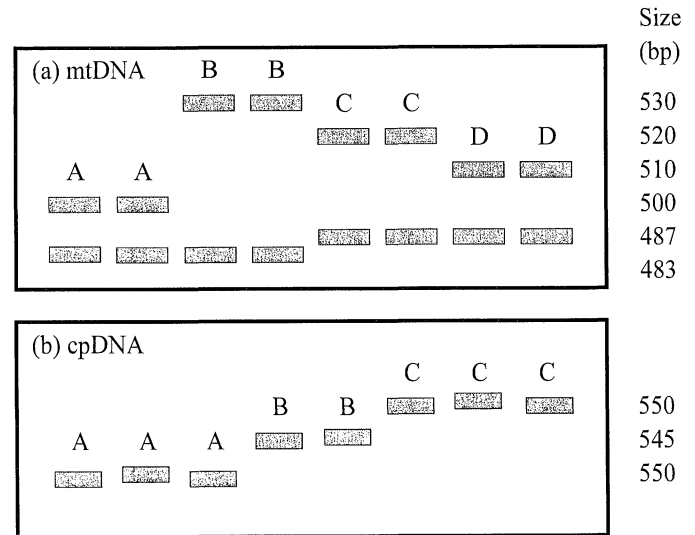 Size
(bp)
(a) mtDNA B B
530
C C
520
D D
510
A A
500
487
483
(b) cpDNA
C C C
550
B B
545
A A A
550